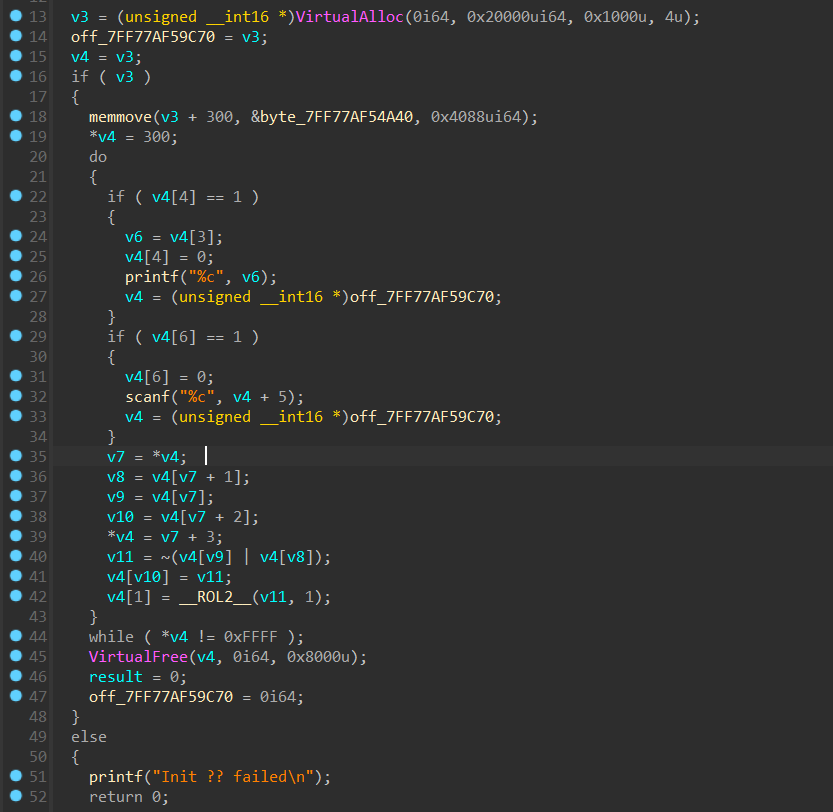 13 v3 = (unsigned __int16 *)VirtualAlloc(0i64, 0x20000ui64, 0x1000u, 4u);
14 off_7FF77AF59C70 = v3;
15 v4 = v3;
16 if ( v3 )
17 {
18 memmove(v3 + 300, &byte_7FF77AF54A40, 0x4088ui64);
19 *v4 = 300;
20 do
21 {
22 if ( v4[4] == 1 )
23 {
24 v6 = v4[3];
25 v4[4] = 0;
26 printf("%c", v6);
27 v4 = (unsigned __int16 *)off_7FF77AF59C70;
28 }
29 if ( v4[6] == 1 )
30 {
31 v4[6] = 0;
32 scanf("%c", v4 + 5);
33 v4 = (unsigned __int16 *)off_7FF77AF59C70;
34 }
35 v7 = *v4;
36 v8 = v4[v7 + 1];
37 v9 = v4[v7];
38 v10 = v4[v7 + 2];
39 *v4 = v7 + 3;
40 v11 = ~(v4[v9] | v4[v8]);
41 v4[v10] = v11;
42 v4[1] = __ROL2__(v11, 1);
43 }
44 while ( *v4 != 0xFFFF );
45 VirtualFree(v4, 0i64, 0x8000u);
46 result = 0;
47 off_7FF77AF59C70 = 0i64;
48 }
49 else
50 {
51 printf("Init ?? failed\n");
52 return 0;